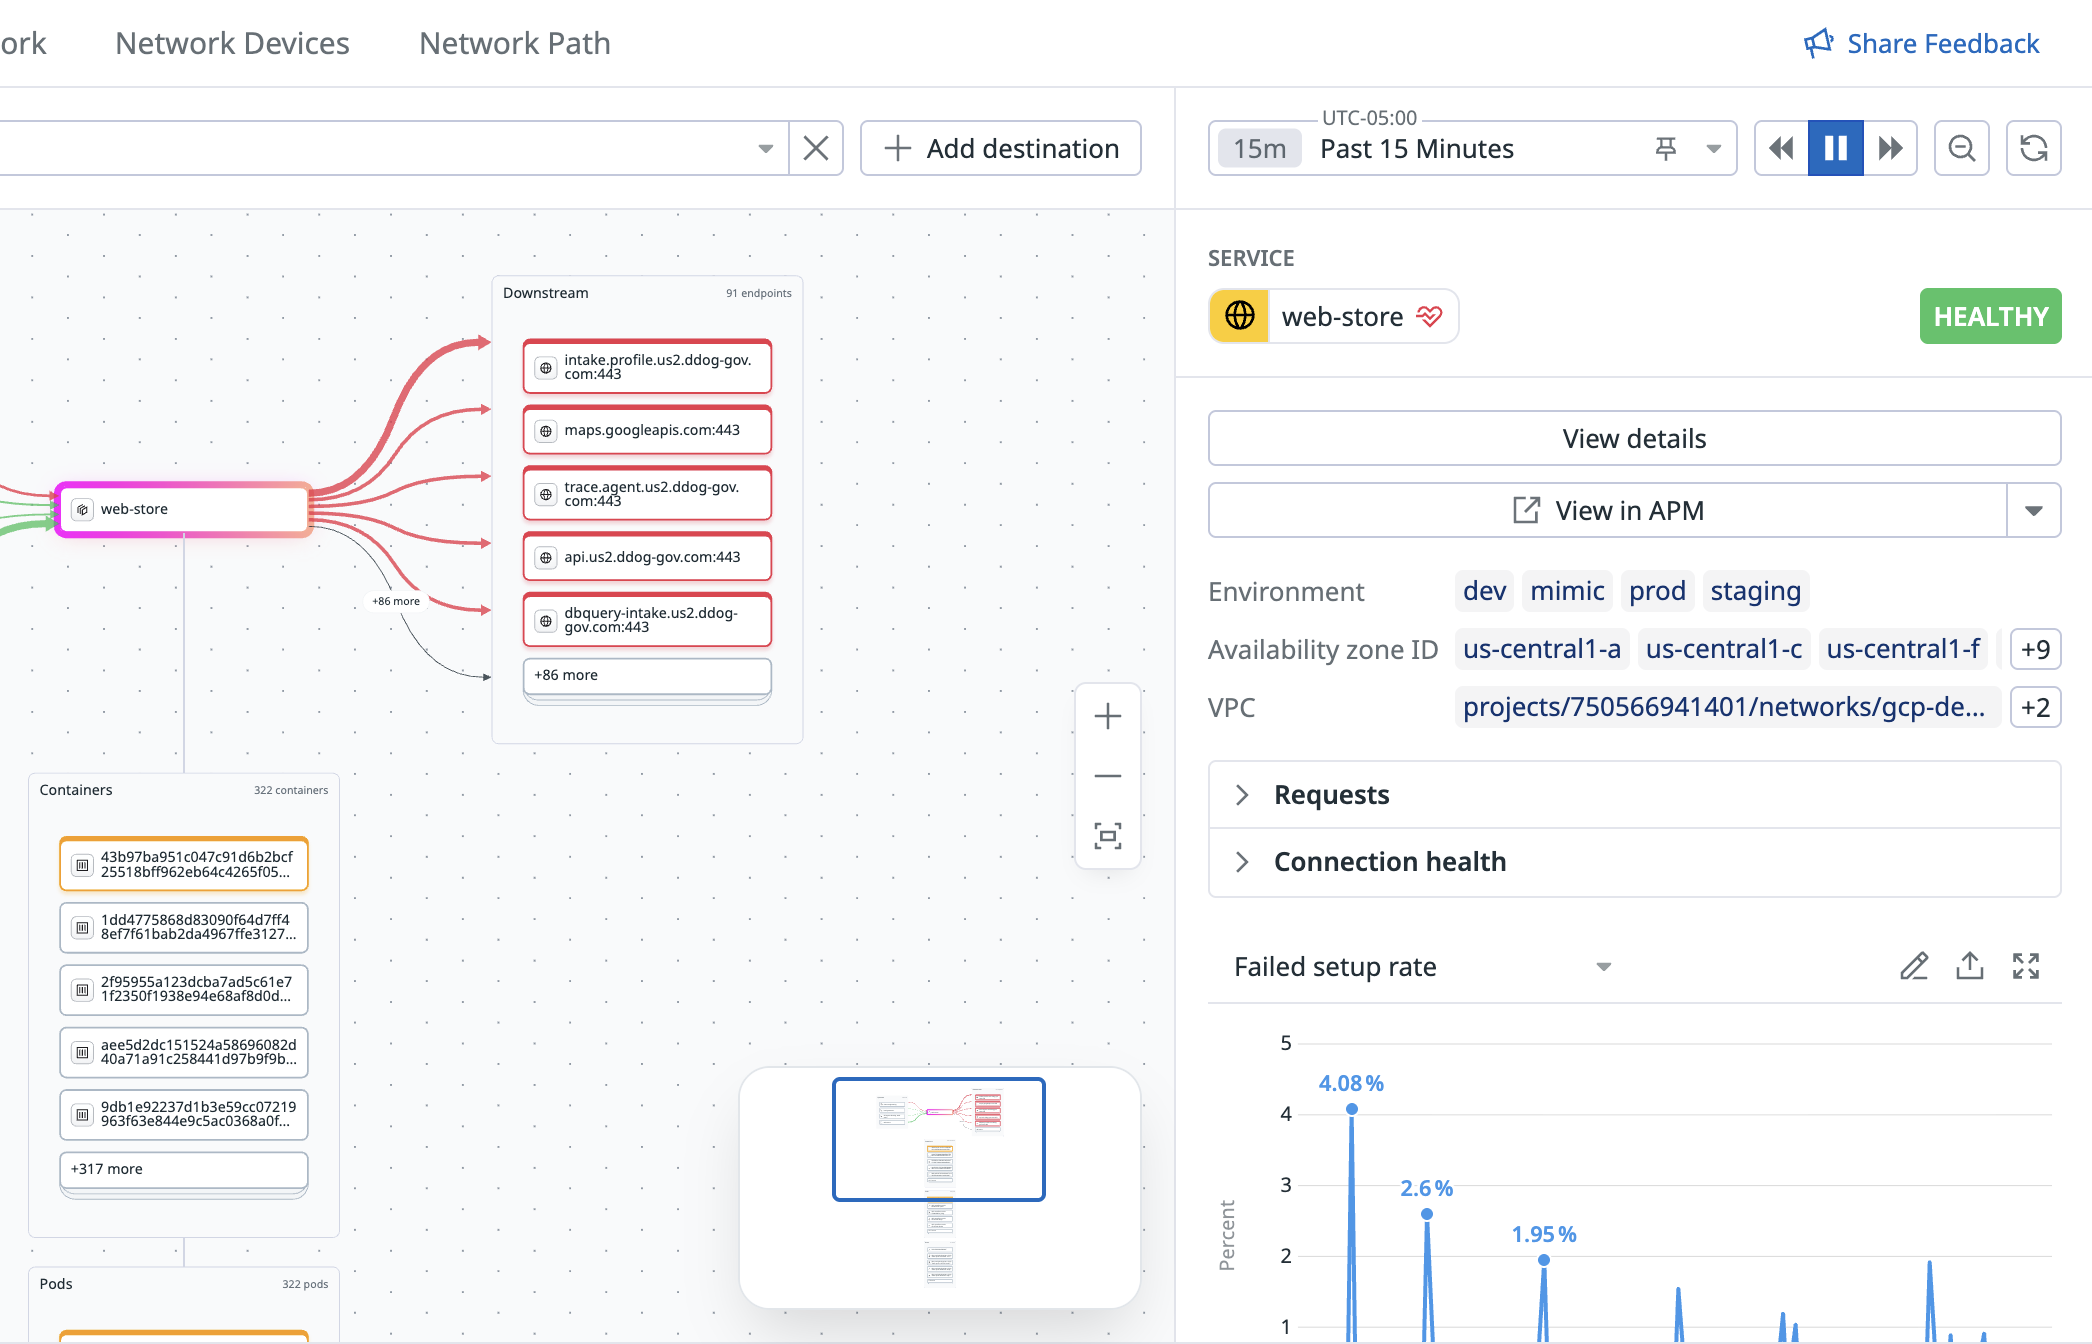 ork
Network Devices
Network Path
Share Feedback
Add destination
UTC-05:00
15m
Past 15 Minutes
Downstream
91 endpoints
intake.profile.us2.ddog-gov.
com:443
maps.googleapis.com:443
trace.agent.us2.ddog-gov.
com:443
api.us2.ddog-gov.com:443
dbquery-intake.us2.ddog-
gov.com:443
+86 more
web-store
+86 more
Containers
322 containers
43b97ba951c047c91d6b2bcf
25518bff962eb64c4265f05...
1dd4775868d83090f64d7ff4
8ef7f61bab2da4967ffe3127...
2f95955a123dcba7ad5c61e7
1f2350f1938e94e68af8d0d...
aee5d2dc151524a58696082d
40a71a91c258441d97b9f9b...
9db1e92237d1b3e59cc07219
963f63e844e9c5ac0368a0f...
+317 more
Pods
322 pods
SERVICE
web-store
HEALTHY
View details
View in APM
Environment
dev
mimic
prod
staging
Availability zone ID
us-central1-a
us-central1-c
us-central1-f
+9
VPC
projects/750566941401/networks/gcp-de...
+2
Requests
Connection health
Failed setup rate
Percent
5
4
3
2
1
4.08%
2.6%
1.95%